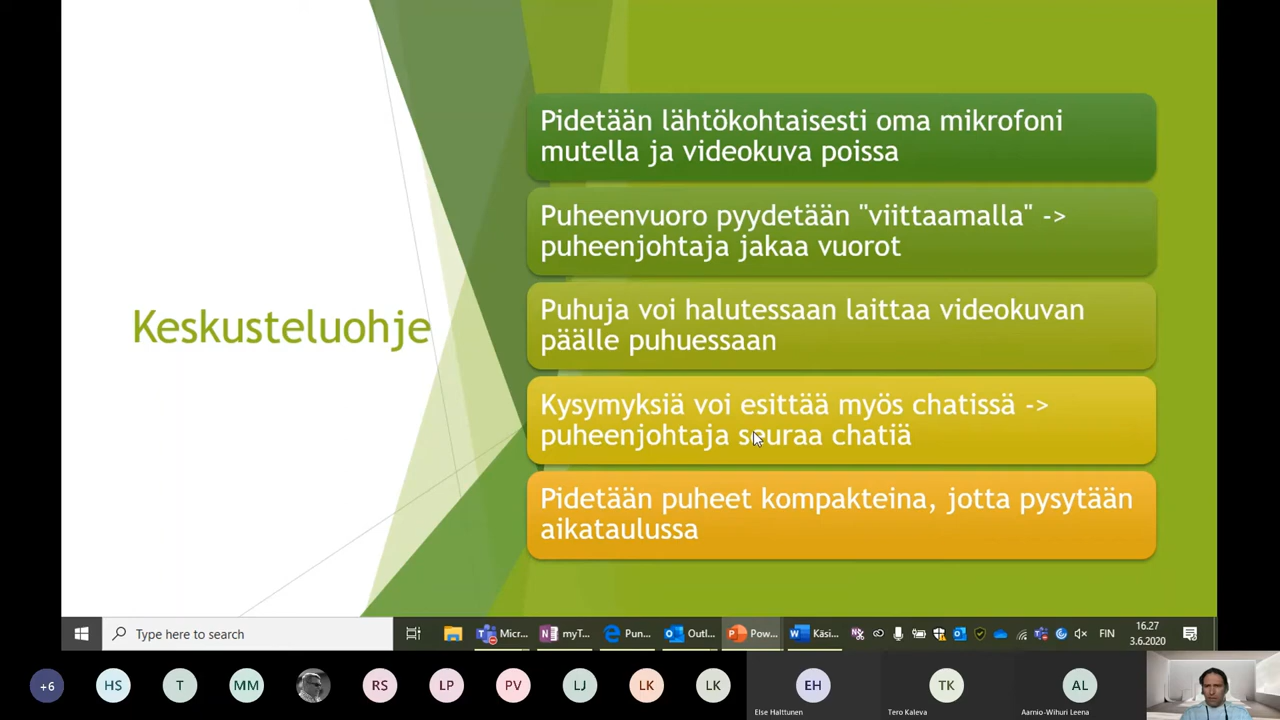 Keskusteluohje
Pidetään lähtökohtaisesti oma mikrofoni
mutella ja videokuva poissa
Puheenvuoro pyydetään "viittaamalla" ->
puheenjohtaja jakaa vuorot
Puhuja voi halutessaan laittaa videokuvan
päälle puhuessaan
Kysymyksiä voi esittää myös chatissä ->
puheenjohtaja seuraa chatiä
Pidetään puheet kompakteina, jotta pysytään
aikataulussa
Type here to search
Micr...
myT...
Pun...
Outl...
Pow...
Käsi...
FIN
16.27
3.6.2020
+6
HS
T
MM
RS
LP
PV
LJ
LK
LK
EH
Else Halttunen
TK
Tero Kaleva
AL
Aarnio-Wihuri Leena